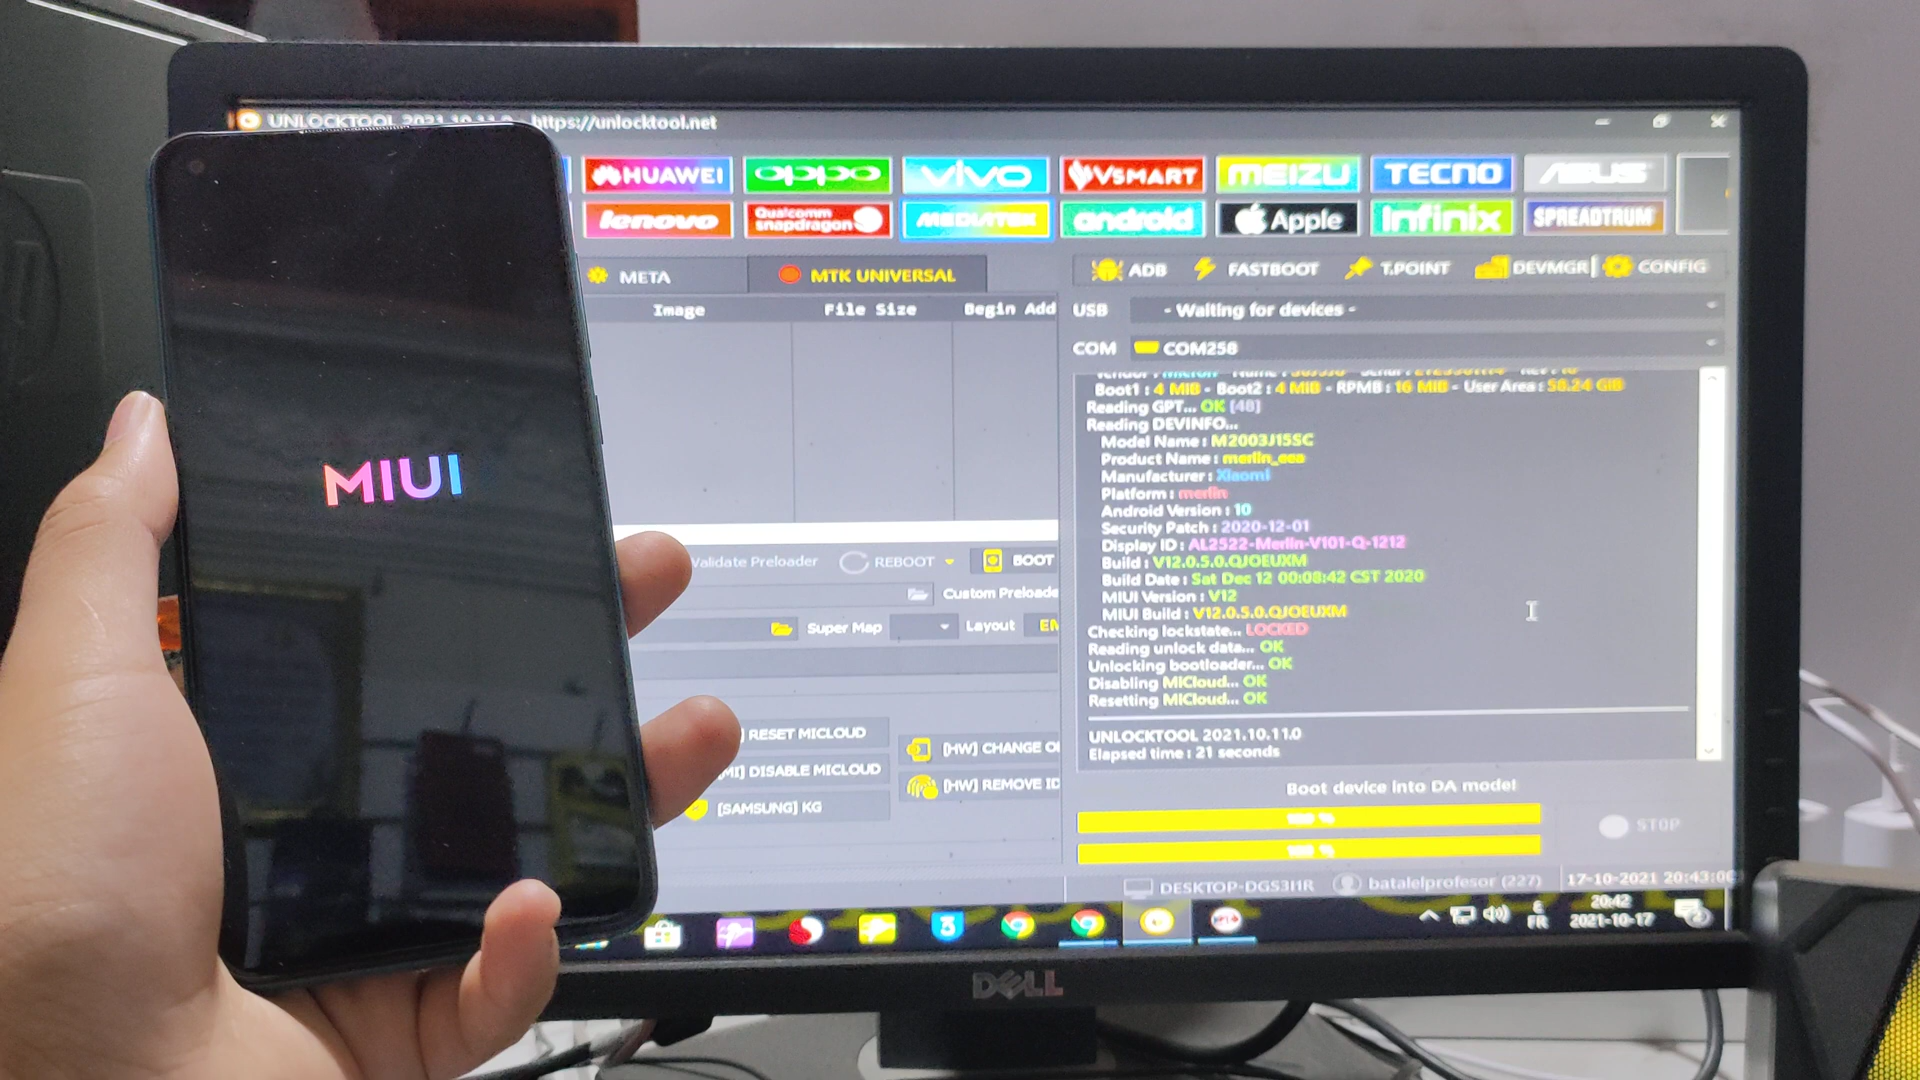 UNLOCKTOOL 2021.10.11.0 - https://unlocktool.net
HUAWEI oppo vivo VSMART MEIZU TECNO ASUS
lenovo Qualcomm snapdragon MEDIATEK android Apple Infinix SPREADTRUM
META MTK UNIVERSAL
ADB FASTBOOT T.POINT DEVMGR CONFIG
Image File Size Begin Add
USB - Waiting for devices -
COM COM258
Boot1 : 4 MiB - Boot2 : 4 MiB - RPMB : 16 MiB - User Area : 58.24 GiB
Reading GPT... OK [48]
Reading DEVINFO...
Model Name : M2003J15SC
Product Name : merlin_eea
Manufacturer : Xiaomi
Platform : merlin
Android Version : 10
Security Patch : 2020-12-01
Display ID : AL2522-Merlin-V101-Q-1212
Build : V12.0.5.0.QJOEUXM
Build Date : Sat Dec 12 00:08:42 CST 2020
MIUI Version : V12
MIUI Build : V12.0.5.0.QJOEUXM
Checking lockstate... LOCKED
Reading unlock data... OK
Unlocking bootloader... OK
Disabling MICloud... OK
Resetting MICloud... OK
UNLOCKTOOL 2021.10.11.0
Elapsed time : 21 seconds
MIUI
Validate Preloader REBOOT BOOT
Custom Preloade
Super Map Layout EM
] RESET MICLOUD
[HW] CHANGE O
MI] DISABLE MICLOUD
[HW] REMOVE ID
[SAMSUNG] KG
Boot device into DA mode!
100 %
100 %
STOP
DESKTOP-DGS3I1R batalelprofesor (227) 17-10-2021 20:43:0
FR
20:42
2021-10-17
DELL